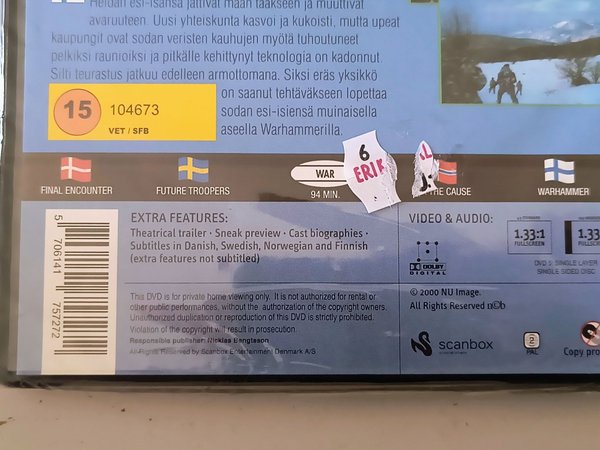 Heidän esi-isänsä jättivät maan taakseen ja muuttivat
avaruuteen. Uusi yhteiskunta kasvoi ja kukoisti, mutta upeat
kaupungit ovat sodan veristen kauhujen myötä tuhoutuneet
pelkiksi raunioiksi ja pitkälle kehittynyt teknologia on kadonnut.
Silti teurastus jatkuu edelleen armottomana. Siksi eräs yksikkö
on saanut tehtäväkseen lopettaa
sodan esi-isiensä muinaisella
aseella Warhammerilla.
15 104673
VET / SFB
FINAL ENCOUNTER
FUTURE TROOPERS
WAR
94 MIN.
6
ERIK
L
J:
THE CAUSE
WARHAMMER
5 706141 757272
EXTRA FEATURES:
Theatrical trailer · Sneak preview · Cast biographies ·
Subtitles in Danish, Swedish, Norwegian and Finnish
(extra features not subtitled)
This DVD is for private home viewing only. It is not authorized for rental or
other public performances, without the autorization of the copyright owners.
Unauthorized duplication or reproduction of this DVD is strictly prohibited.
Violation of the copyright will result in prosecution.
Responsible publisher: Nicklas Bengtsson
All Rights Reserved by Scanbox Entertainment Denmark A/S
VIDEO & AUDIO:
DOLBY
DIGITAL
1.33:1
FULLSCREEN
1.33
FULLSCREEN
DVD 5: SINGLE LAYER
SINGLE SIDED DISC
© 2000 NU Image.
All Rights Reserved
scanbox
2
PAL
Copy pro